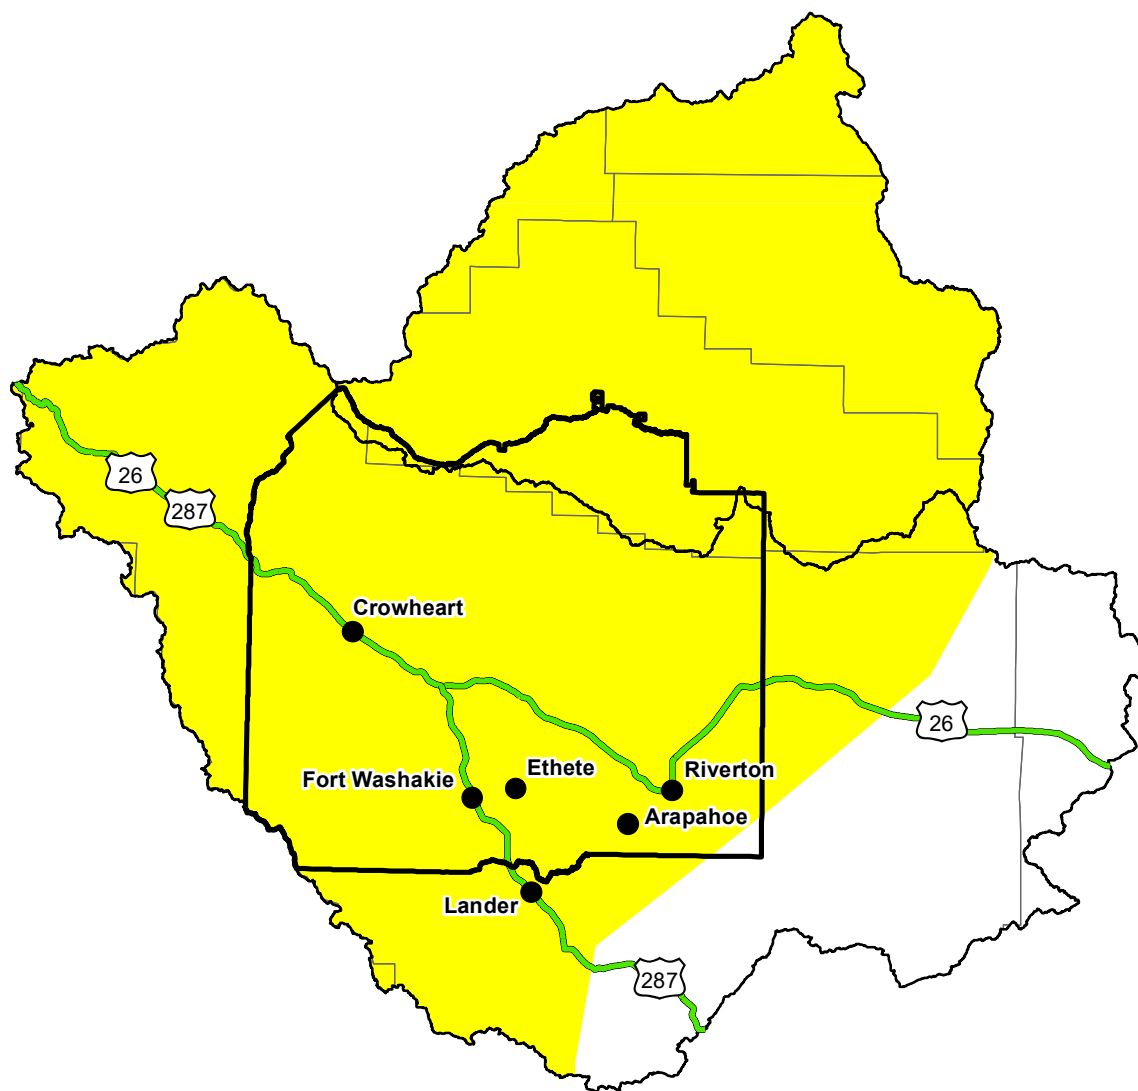 26
287
Crowheart
26
Ethete
Riverton
Fort Washakie
Arapahoe
Lander
287